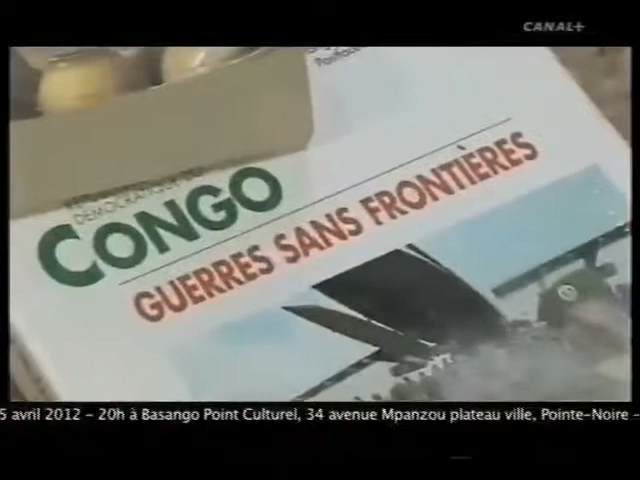 CANAL+
DÉMOCRATIQUE DU
CONGO
GUERRES SANS FRONTIÈRES
5 avril 2012 – 20h à Basango Point Culturel, 34 avenue Mpanzou plateau ville, Pointe-Noire –